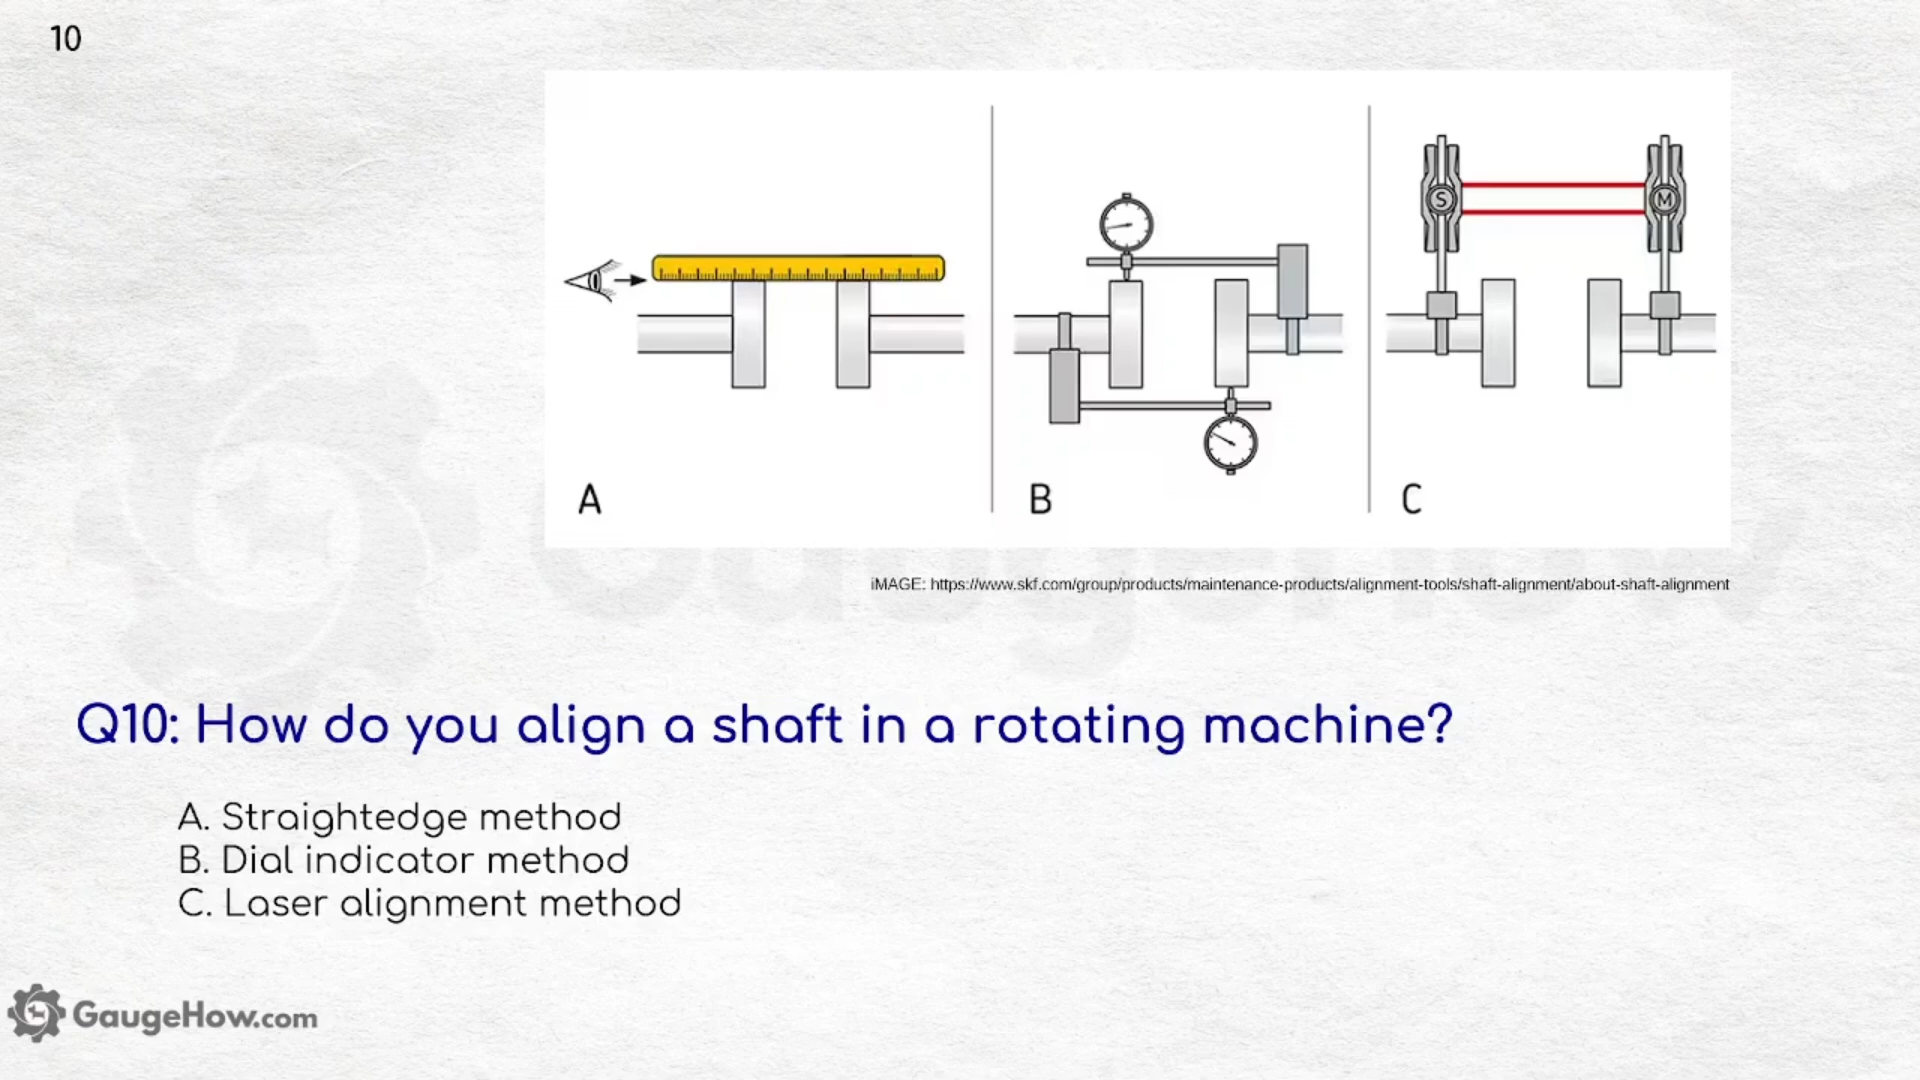 10
S
M
A
B
C
iMAGE: https://www.skf.com/group/products/maintenance-products/alignment-tools/shaft-alignment/about-shaft-alignment
Q10: How do you align a shaft in a rotating machine?
A. Straightedge method
B. Dial indicator method
C. Laser alignment method
GaugeHow.com